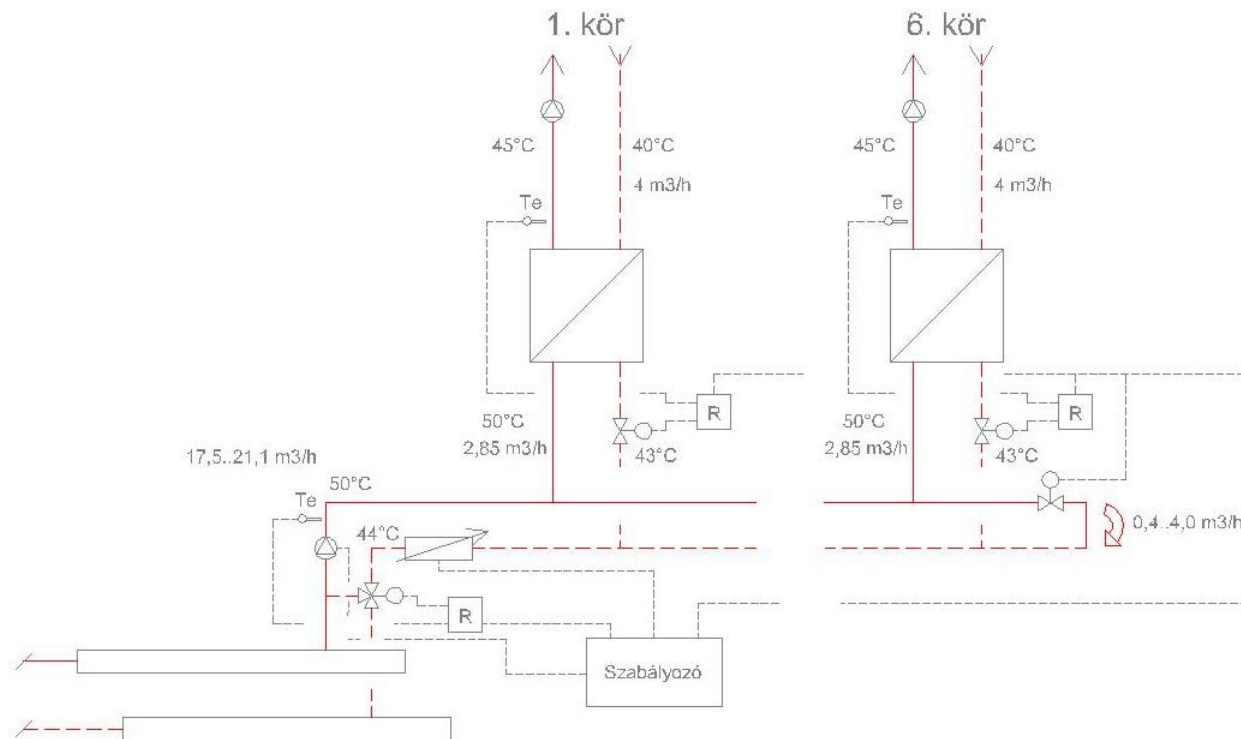 1. kör
6. kör
45°C
40°C
45°C
40°C
4 m3/h
4 m3/h
Te
Te
R
R
50°C
43°C
50°C
43°C
2,85 m3/h
2,85 m3/h
17,5..21,1 m3/h
50°C
Te
44°C
0,4..4,0 m3/h
R
Szabályozó